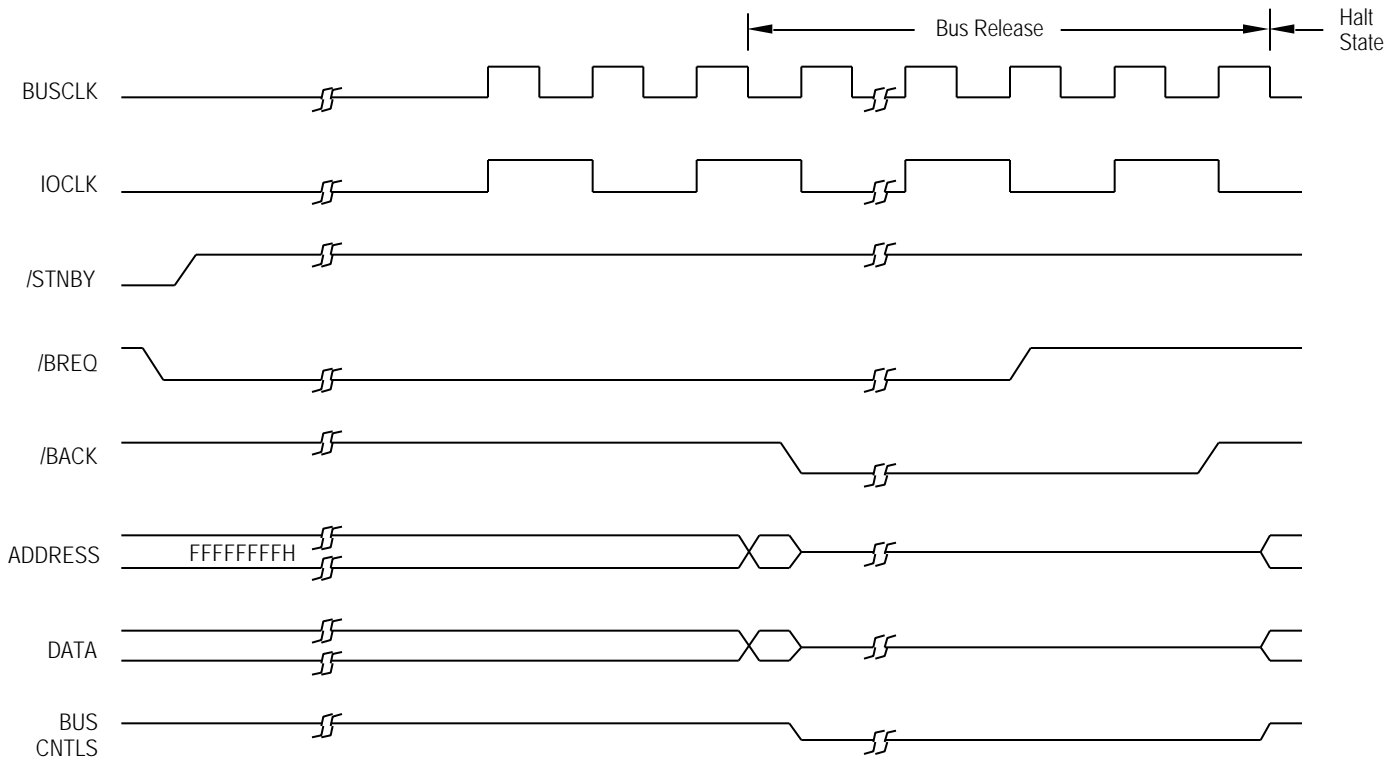 Bus Release
Halt
State
BUSCLK
IOCLK
/STNBY
/BREQ
/BACK
ADDRESS
FFFFFFFFH
DATA
BUS
CNTLS